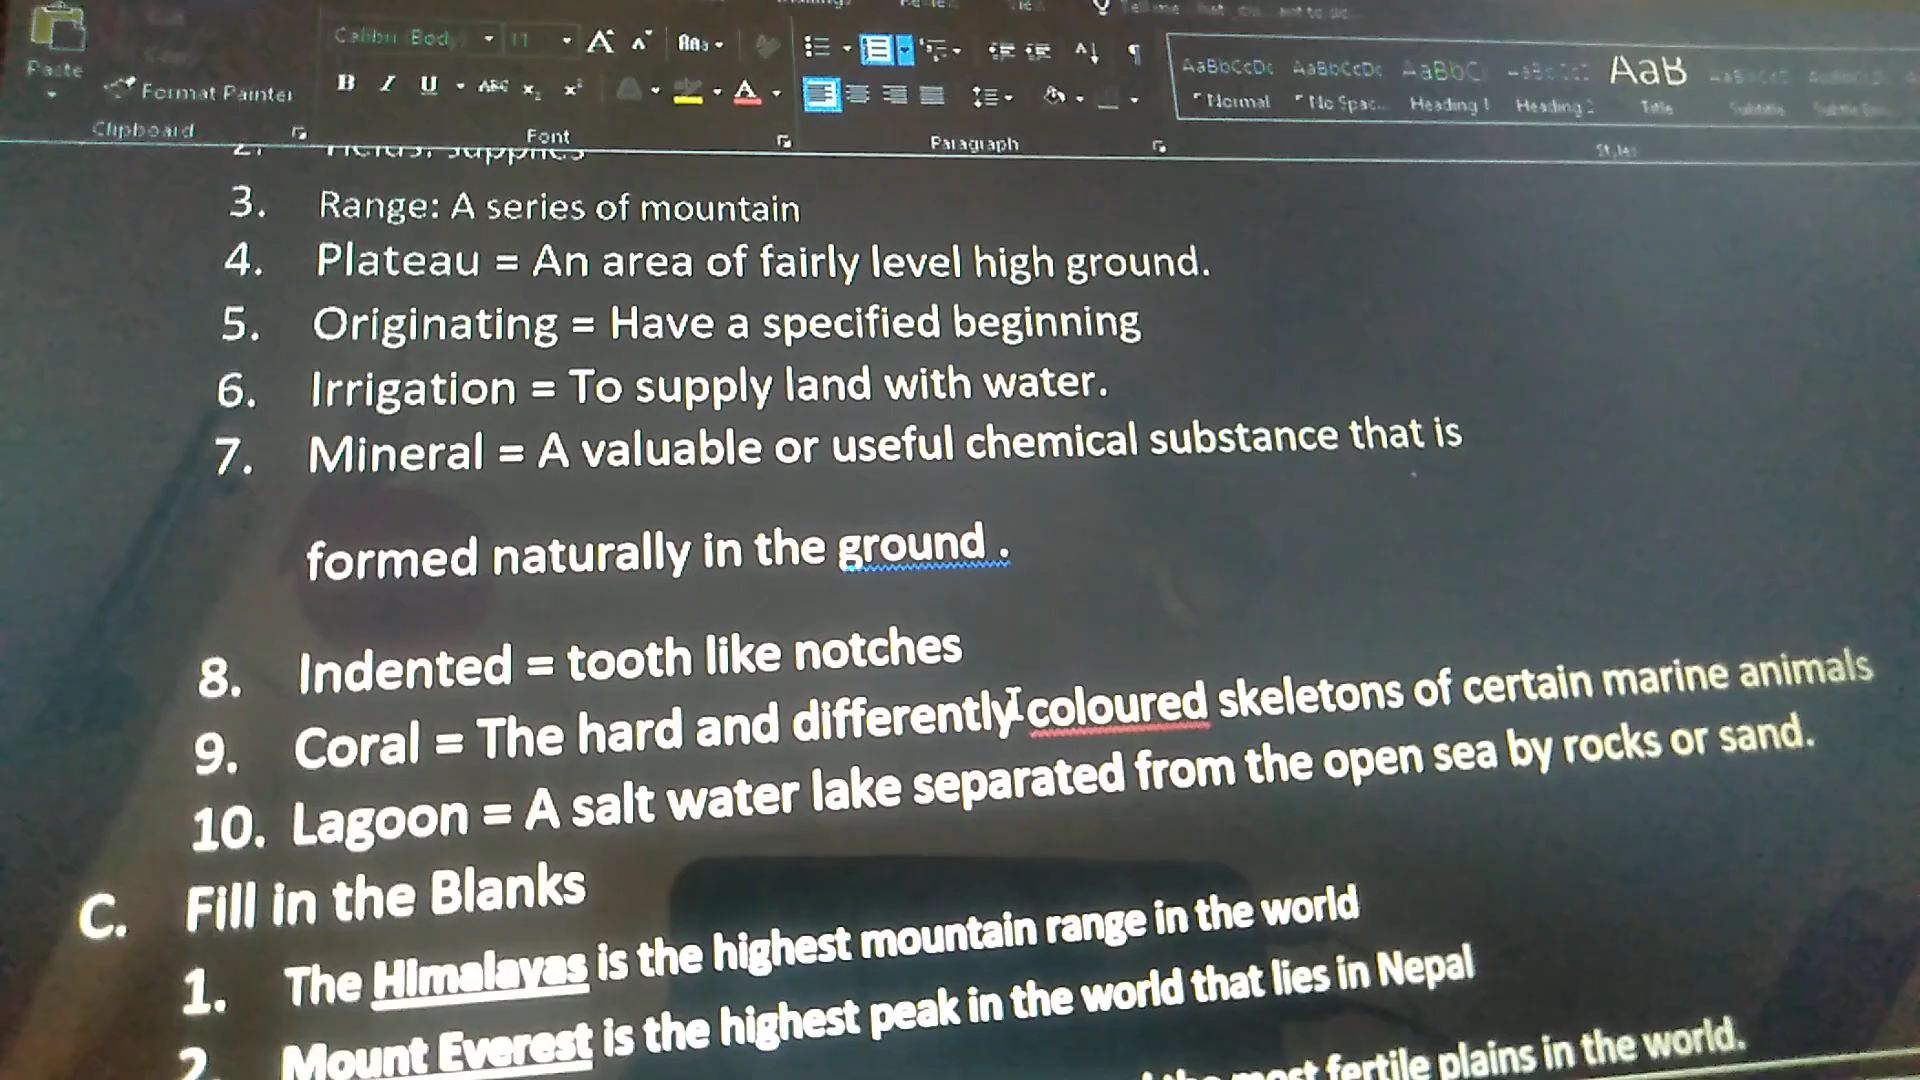 Paste
Format Painter
Clipboard
Calibri Body 11
Font
Paragraph
AaBbCcDc AaBbCcDc AaBbC AaB
Normal No Spac... Heading 1 Heading 2 Title
Styles
3. Range: A series of mountain
4. Plateau = An area of fairly level high ground.
5. Originating = Have a specified beginning
6. Irrigation = To supply land with water.
7. Mineral = A valuable or useful chemical substance that is
formed naturally in the ground .
8. Indented = tooth like notches
9. Coral = The hard and differently coloured skeletons of certain marine animals
10. Lagoon = A salt water lake separated from the open sea by rocks or sand.
C. Fill in the Blanks
1. The Himalayas is the highest mountain range in the world
2. Mount Everest is the highest peak in the world that lies in Nepal
most fertile plains in the world.